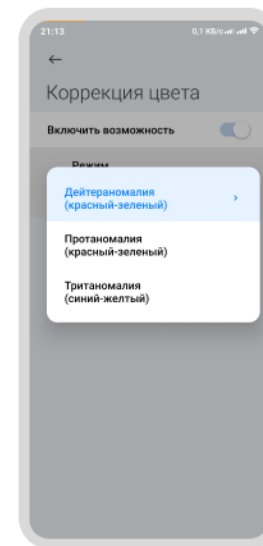 21:13 0,1 КБ/с
Коррекция цвета
Включить возможность
Режим
Дейтераномалия
(красный-зеленый)
Протаномалия
(красный-зеленый)
Тританомалия
(синий-желтый)